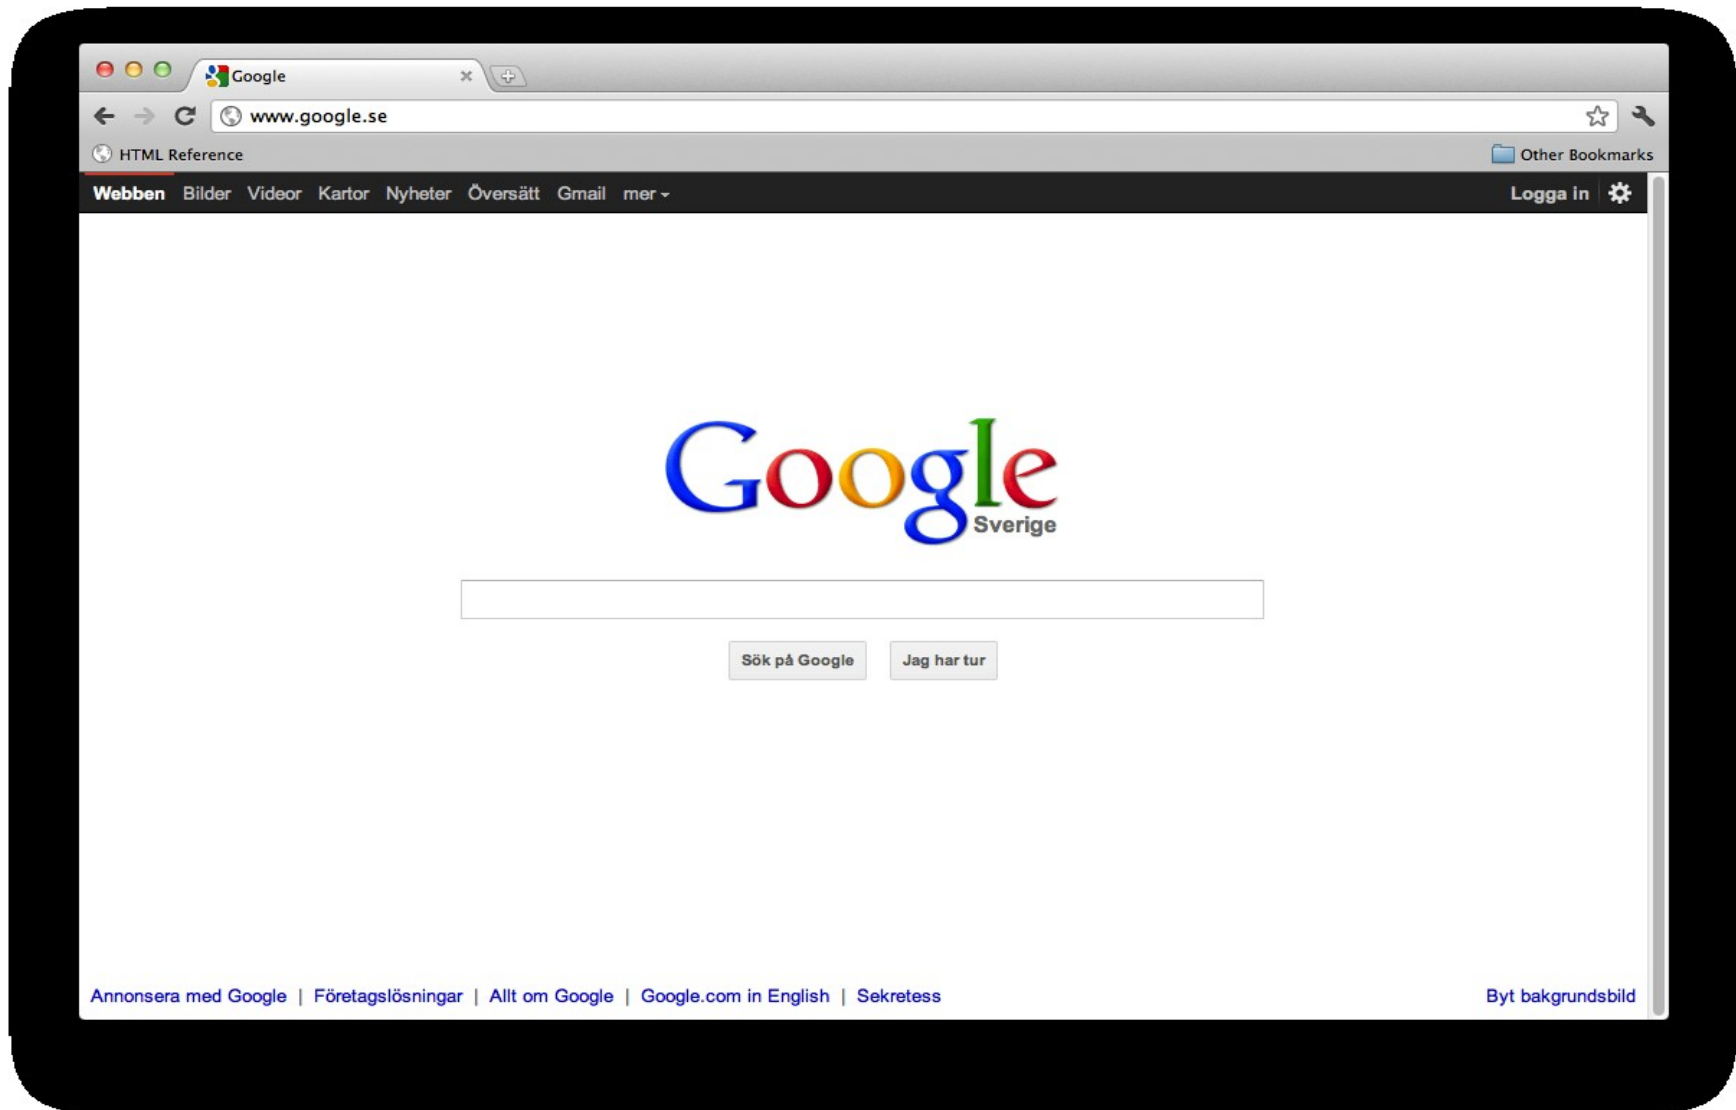 Google
www.google.se
HTML Reference Other Bookmarks
Webben Bilder Videor Kartor Nyheter Översätt Gmail mer Logga in
Google
Sverige
Sök på Google Jag har tur
Annonsera med Google | Företagslösningar | Allt om Google | Google.com in English | Sekretess Byt bakgrundsbild